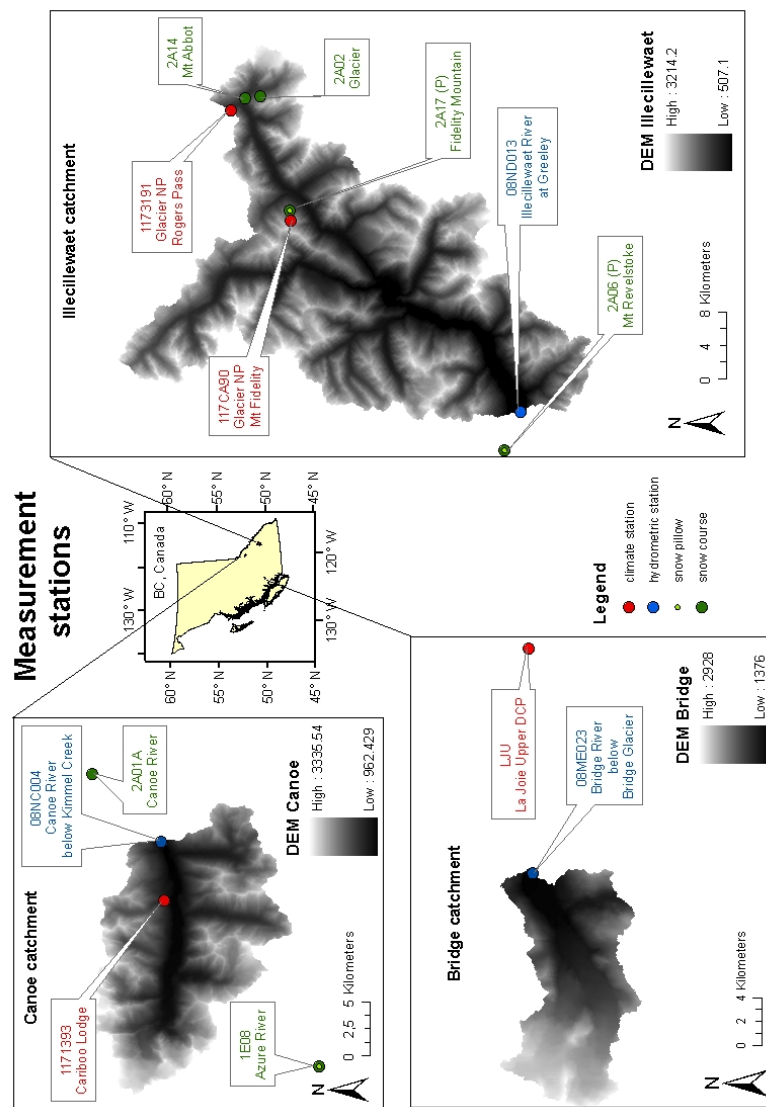 Measurement
stations
Canoe catchment
1171393
Cariboo Lodge
08NC004
Canoe River
below Kimmel Creek
2A01A
Canoe River
1E08
Azure River
N
0 2,5 5 Kilometers
DEM Canoe
High : 3335.54
Low : 962.429
130° W
110° W
60° N
60° N
55° N
55° N
50° N
50° N
45° N
45° N
130° W
120° W
BC, Canada
Illecillewaet catchment
1173191
Glacier NP
Rogers Pass
2A14
Mt Abbot
2A02
Glacier
117CA90
Glacier NP
Mt Fidelity
2A17 (P)
Fidelity Mountain
08ND013
Illecillewaet River
at Greeley
2A06 (P)
Mt Revelstoke
N
0 4 8 Kilometers
DEM Illecillewaet
High : 3214.2
Low : 507.1
Bridge catchment
LJU
La Joie Upper DCP
08ME023
Bridge River
below
Bridge Glacier
N
0 2 4 Kilometers
DEM Bridge
High : 2928
Low : 1376
Legend
climate station
hydrometric station
snow pillow
snow course